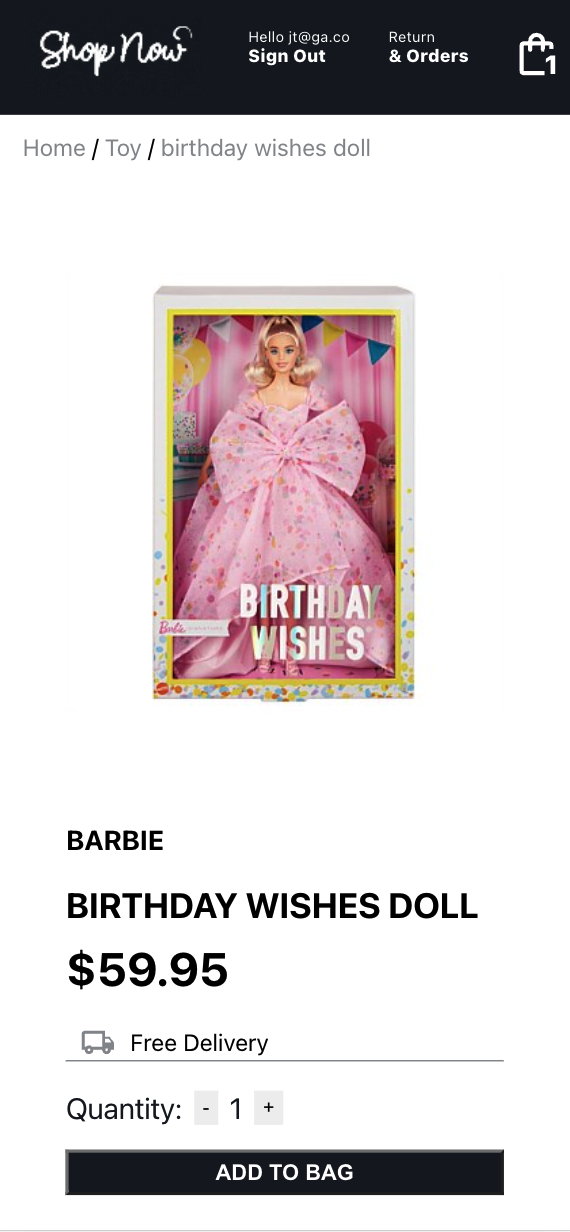 Shop Now
Hello jt@ga.co
Sign Out
Return
& Orders
1
Home / Toy / birthday wishes doll
BIRTHDAY
WISHES
Barbie
BARBIE
BIRTHDAY WISHES DOLL
$59.95
Free Delivery
Quantity: - 1 +
ADD TO BAG